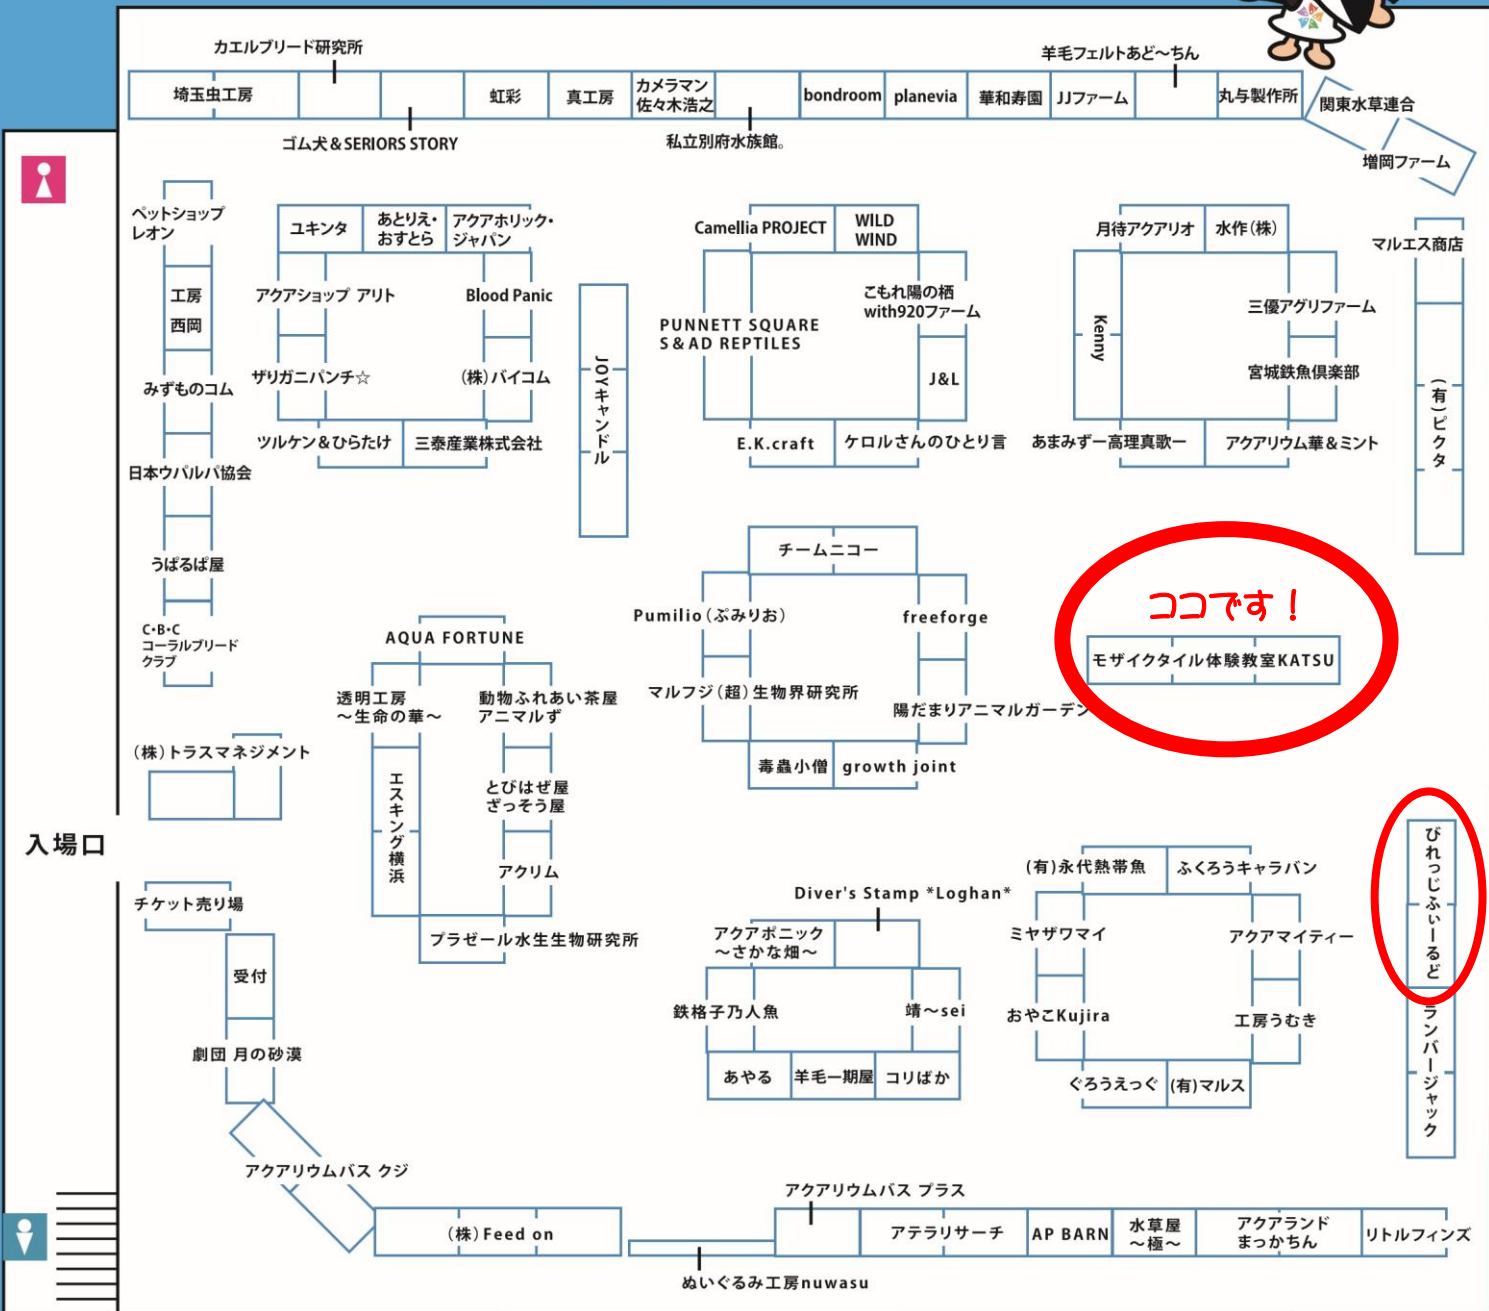 カエルブリード研究所
羊毛フェルトあど〜ちん
埼玉虫工房
虹彩
真工房
カメラマン
佐々木浩之
bondroom
planevia
華和寿園
JJファーム
丸与製作所
関東水草連合
ゴム犬&SERIORS STORY
私立別府水族館。
増岡ファーム
ペットショップ
レオン
工房
西岡
みずものコム
日本ウパルパ協会
うぱるぱ屋
C・B・C
コーラルブリード
クラブ
ユキンタ
あとりえ・
おすとら
アクアホリック・
ジャパン
アクアショップ アリト
Blood Panic
ザリガニパンチ☆
(株)バイコム
ツルケン&ひらたけ
三泰産業株式会社
JOYキャンドル
Camellia PROJECT
WILD
WIND
PUNNETT SQUARE
S&AD REPTILES
こもれ陽の栖
with920ファーム
J&L
E.K.craft
ケロルさんのひとり言
月待アクアリオ
水作(株)
Kenny
三優アグリファーム
宮城鉄魚倶楽部
あまみずー高理真歌ー
アクアリウム華&ミント
マルエス商店
(有)ピクタ
チームニコー
Pumilio(ぷみりお)
freeforge
マルフジ(超)生物界研究所
陽だまりアニマルガーデン
毒蟲小僧
growth joint
ココです!
モザイクタイル体験教室KATSU
AQUA FORTUNE
透明工房
〜生命の華〜
動物ふれあい茶屋
アニマルず
エスキング横浜
とびはぜ屋
ざっそう屋
アクリム
プラゼール水生生物研究所
(株)トラスマネジメント
入場口
チケット売り場
受付
劇団 月の砂漠
アクアリウムバス クジ
Diver's Stamp *Loghan*
アクアポニック
〜さかな畑〜
鉄格子乃人魚
靖〜sei
あやる
羊毛一期屋
コリばか
(有)永代熱帯魚
ふくろうキャラバン
ミヤザワマイ
アクアマイティー
おやこKujira
工房うむき
ぐろうえっぐ
(有)マルス
びれっじふぃーるど
ランバージャック
(株)Feed on
ぬいぐるみ工房nuwasu
アクアリウムバス プラス
アテラリサーチ
AP BARN
水草屋
〜極〜
アクアランド
まっかちん
リトルフィンズ